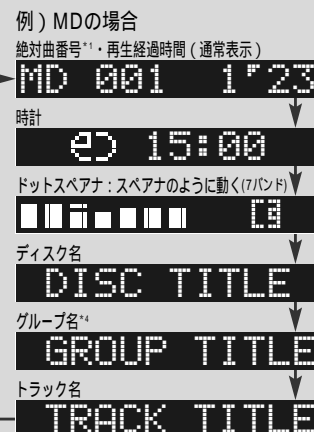 例）MDの場合
絶対曲番号*1・再生経過時間（通常表示）
MD 001 1"23
時計
15:00
ドットスペアナ：スペアナのように動く(7バンド)
ディスク名
DISC TITLE
グループ名*4
GROUP TITLE
トラック名
TRACK TITLE